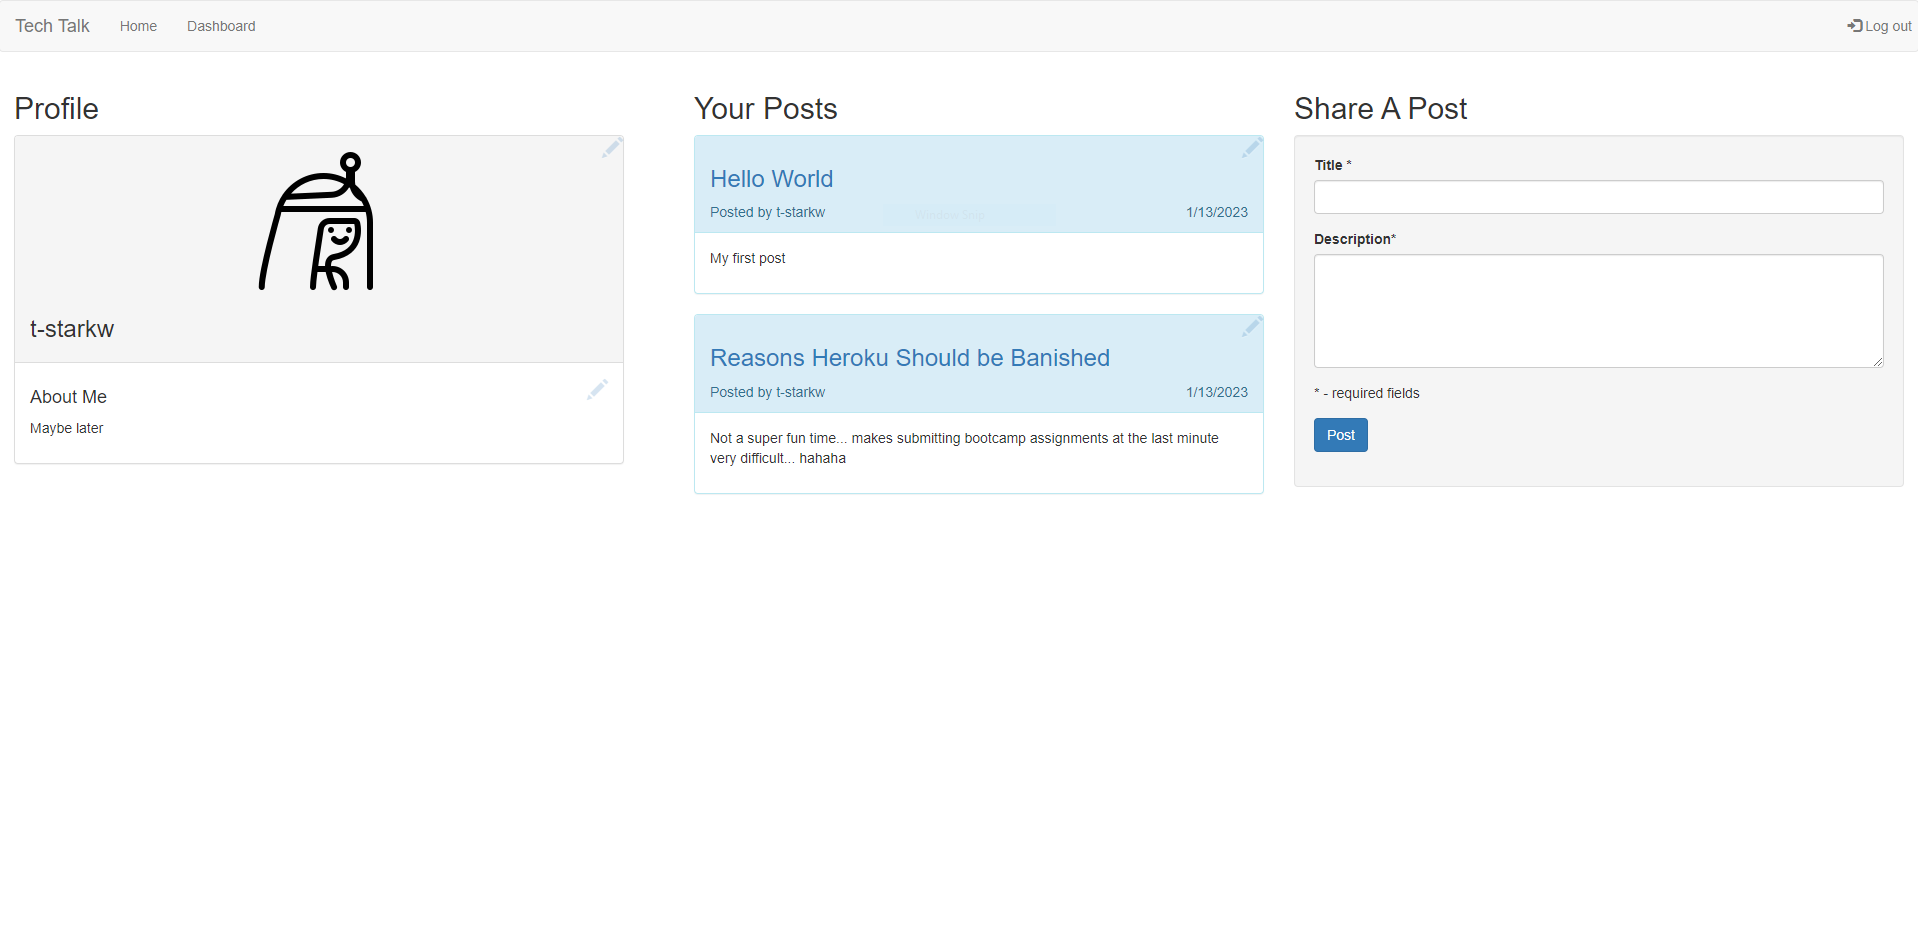 Tech Talk Home Dashboard Log out
Profile
t-starkw
About Me
Maybe later
Your Posts
Hello World
Posted by t-starkw 1/13/2023
My first post
Reasons Heroku Should be Banished
Posted by t-starkw 1/13/2023
Not a super fun time... makes submitting bootcamp assignments at the last minute
very difficult... hahaha
Share A Post
Title *
Description*
* - required fields
Post